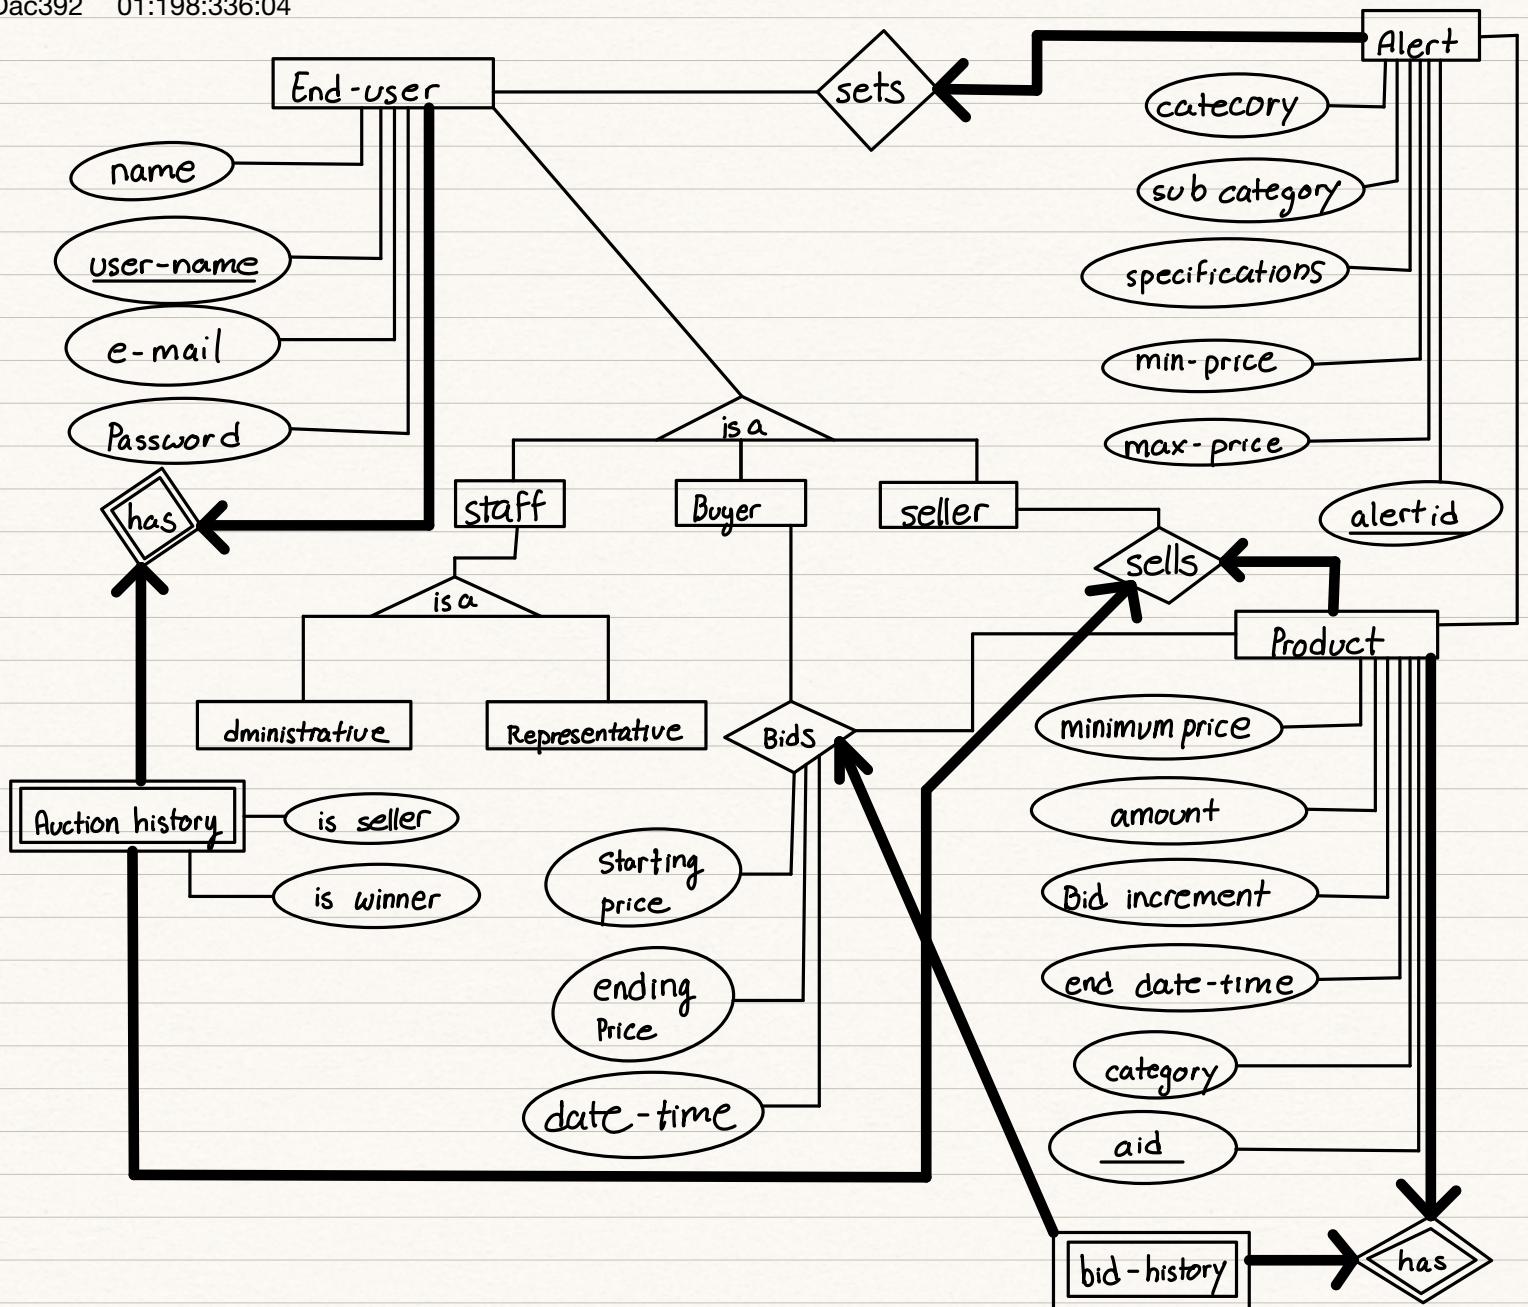 Dac392 01:198:336:04
End-user
sets
Alert
catecory
name
sub category
user-name
specifications
e-mail
min-price
Password
is a
max-price
has
staff
Buyer
seller
alert id
sells
is a
Product
dministrative
Representative
Bids
minimum price
Auction history
is seller
amount
Starting
price
is winner
Bid increment
ending
Price
end date-time
category
date-time
aid
bid-history
has